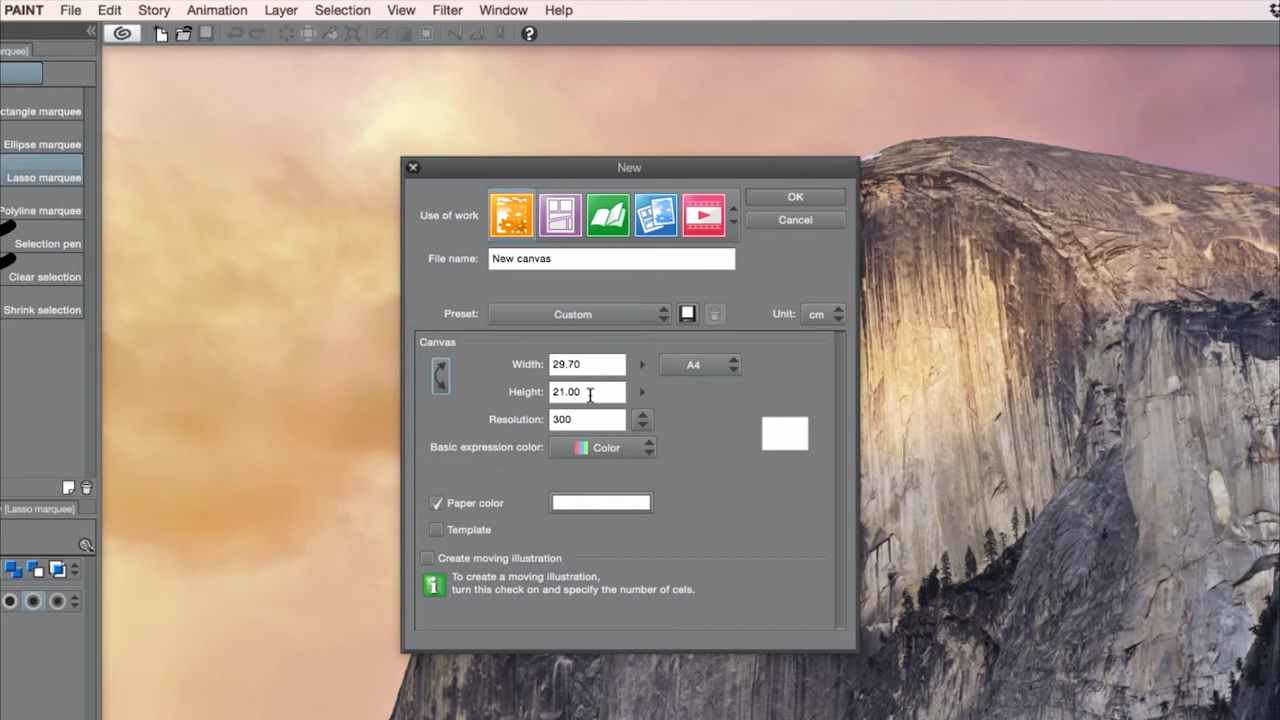 PAINT File Edit Story Animation Layer Selection View Filter Window Help
rquee]
ctangle marquee
Ellipse marquee
Lasso marquee
Polyline marquee
Selection pen
Clear selection
Shrink selection
[Lasso marquee]
New
Use of work
OK
Cancel
File name: New canvas
Preset: Custom Unit: cm
Canvas
Width: 29.70 A4
Height: 21.00
Resolution: 300
Basic expression color: Color
Paper color
Template
Create moving illustration
To create a moving illustration,
turn this check on and specify the number of cels.